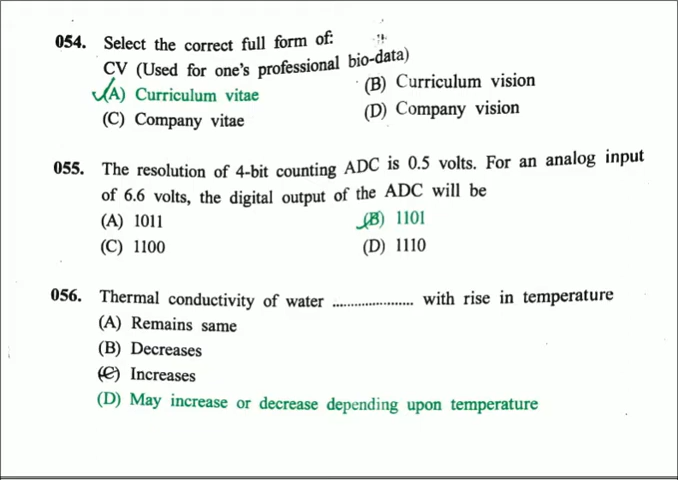 054. Select the correct full form of:
CV (Used for one's professional bio-data)
(A) Curriculum vitae (B) Curriculum vision
(C) Company vitae (D) Company vision
055. The resolution of 4-bit counting ADC is 0.5 volts. For an analog input
of 6.6 volts, the digital output of the ADC will be
(A) 1011 (B) 1101
(C) 1100 (D) 1110
056. Thermal conductivity of water ..................... with rise in temperature
(A) Remains same
(B) Decreases
(C) Increases
(D) May increase or decrease depending upon temperature